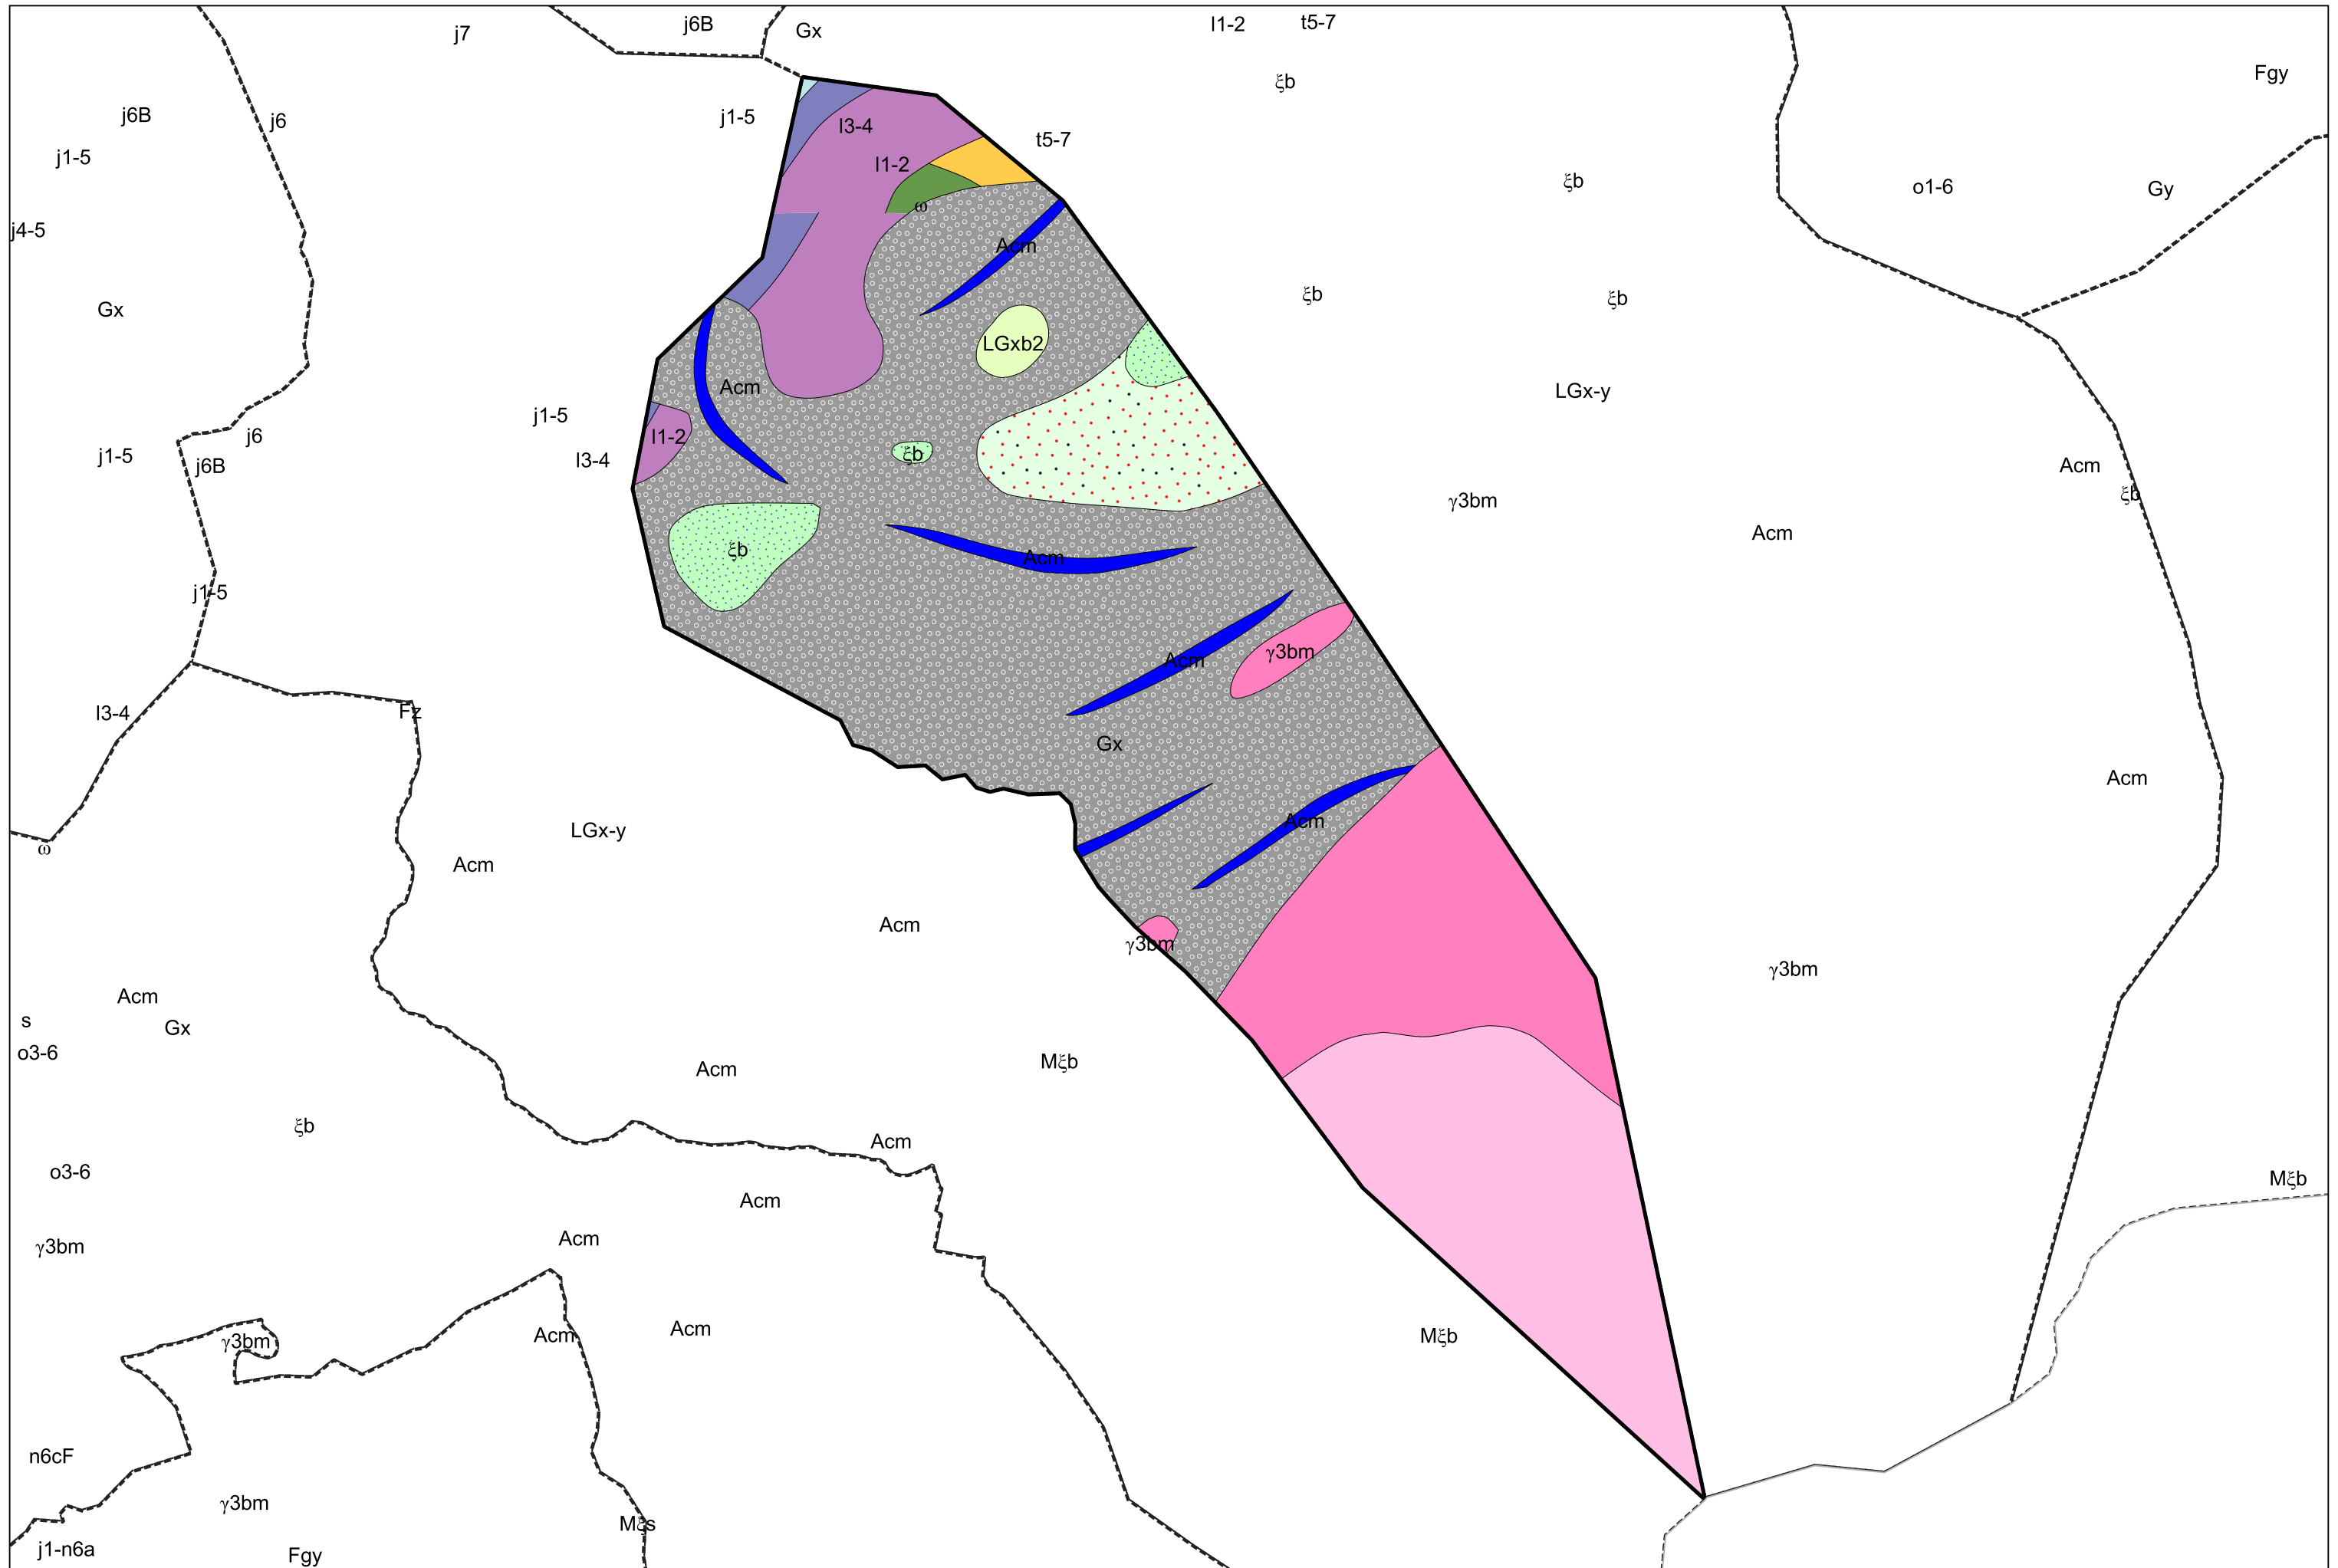 j6B
Gx
l1-2
t5-7
j7
ξb
Fgy
j6B
j6
j1-5
l3-4
t5-7
j1-5
l1-2
ξb
o1-6
Gy
ω
j4-5
Acm
ξb
ξb
Gx
LGxb2
Acm
LGx-y
j1-5
j6
l1-2
j1-5
j6B
l3-4
ξb
Acm
ξb
γ3bm
Acm
ξb
Acm
j1-5
Acm
γ3bm
l3-4
Fz
Gx
Acm
LGx-y
Acm
ω
Acm
Acm
γ3bm
γ3bm
Acm
s
Gx
o3-6
Mξb
Acm
ξb
Acm
o3-6
Mξb
Acm
Acm
γ3bm
Acm
Acm
Mξb
γ3bm
n6cF
γ3bm
Mξs
j1-n6a
Fgy